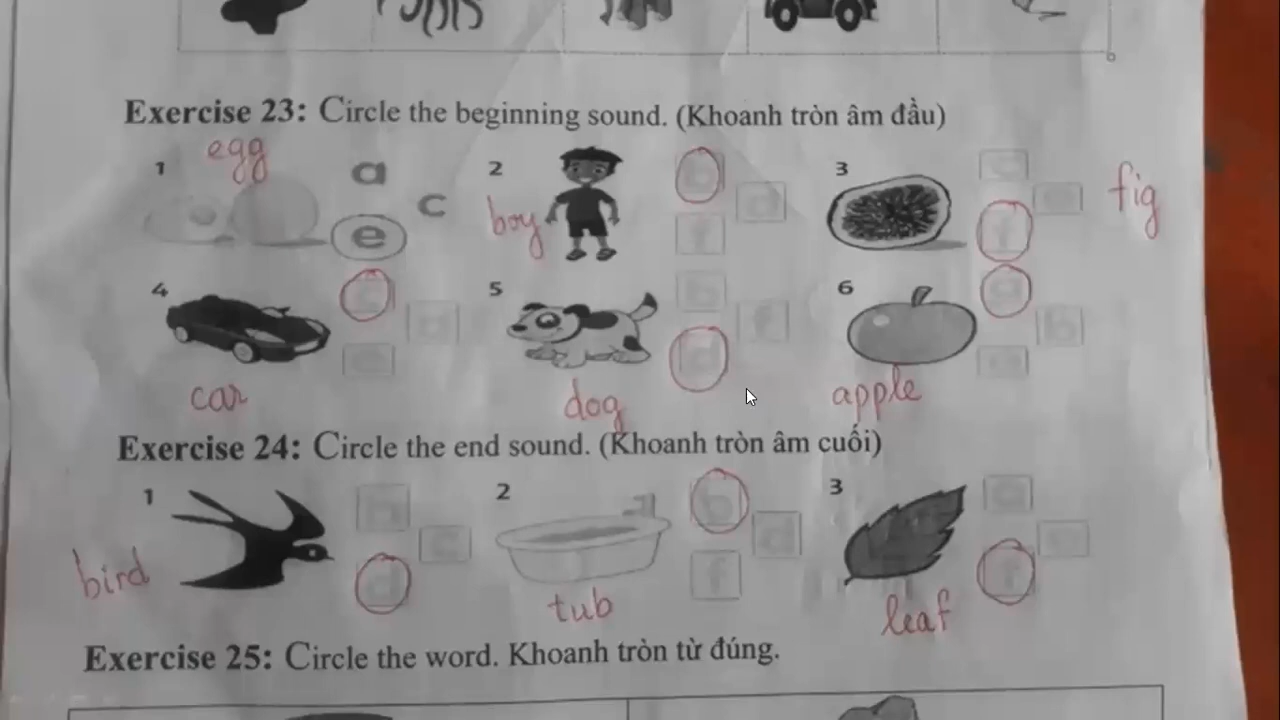 Exercise 23: Circle the beginning sound. (Khoanh tròn âm đầu)
egg
1 a c e
2 boy b d f
3 f fig
4 d
car
5 b f d
dog
6 a b e
apple
Exercise 24: Circle the end sound. (Khoanh tròn âm cuối)
1 b c d
bird
2 b d f
tub
3 f
leaf
Exercise 25: Circle the word. Khoanh tròn từ đúng.